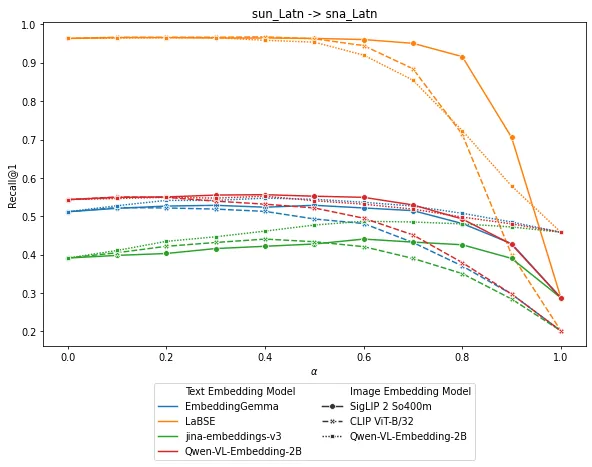 sun_Latn -> sna_Latn
Recall@1
1.0
0.9
0.8
0.7
0.6
0.5
0.4
0.3
0.2
0.0 0.2 0.4 0.6 0.8 1.0
α
Text Embedding Model Image Embedding Model
EmbeddingGemma SigLIP 2 So400m
LaBSE CLIP ViT-B/32
jina-embeddings-v3 Qwen-VL-Embedding-2B
Qwen-VL-Embedding-2B